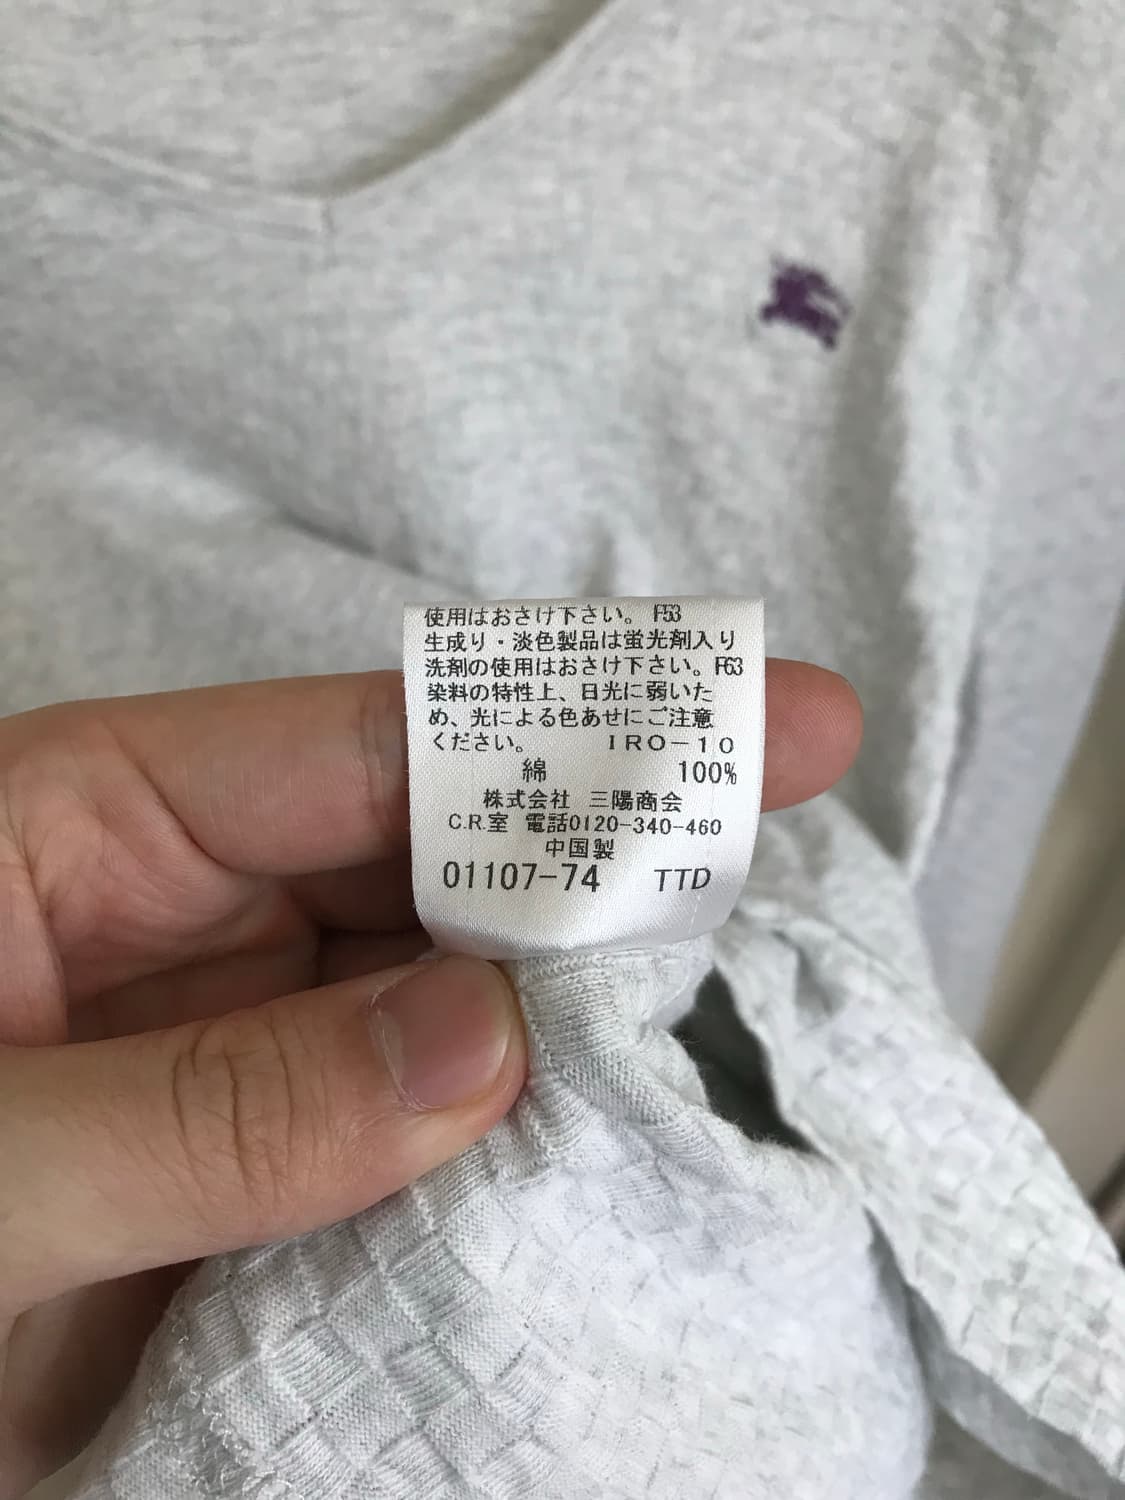 使用はおさけ下さい。 F53
生成り・淡色製品は蛍光剤入り
洗剤の使用はおさけ下さい。F63
染料の特性上、日光に弱いた
め、光による色あせにご注意
ください。 IRO-10
綿 100%
株式会社 三陽商会
C.R.室 電話0120-340-460
中国製
01107-74 TTD